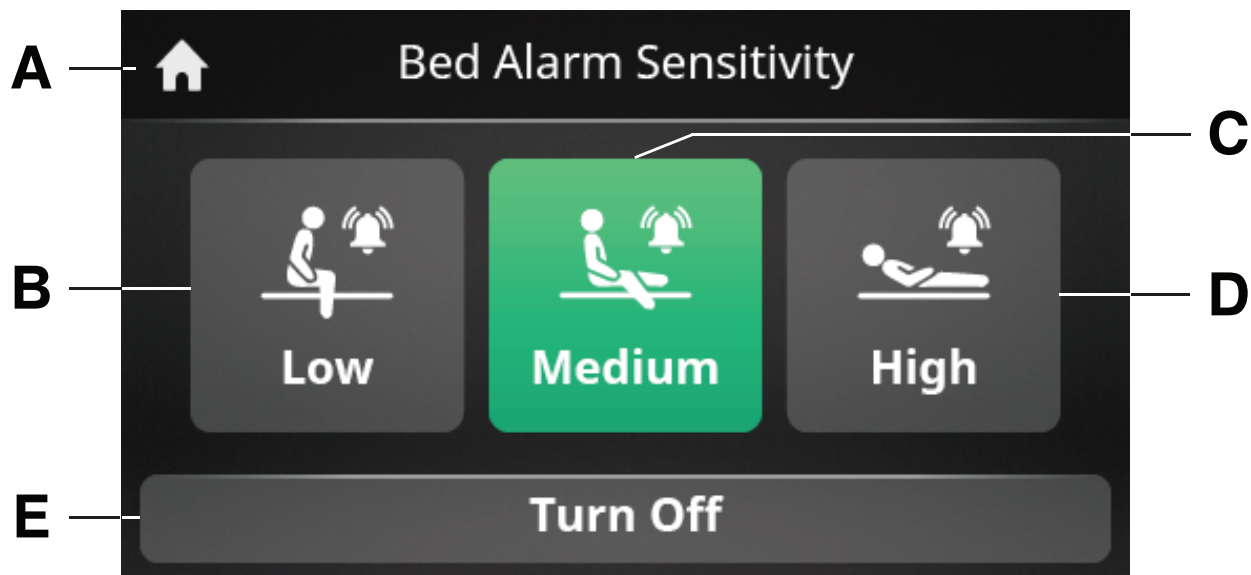 A
Bed Alarm Sensitivity
C
B
D
Low
Medium
High
E
Turn Off